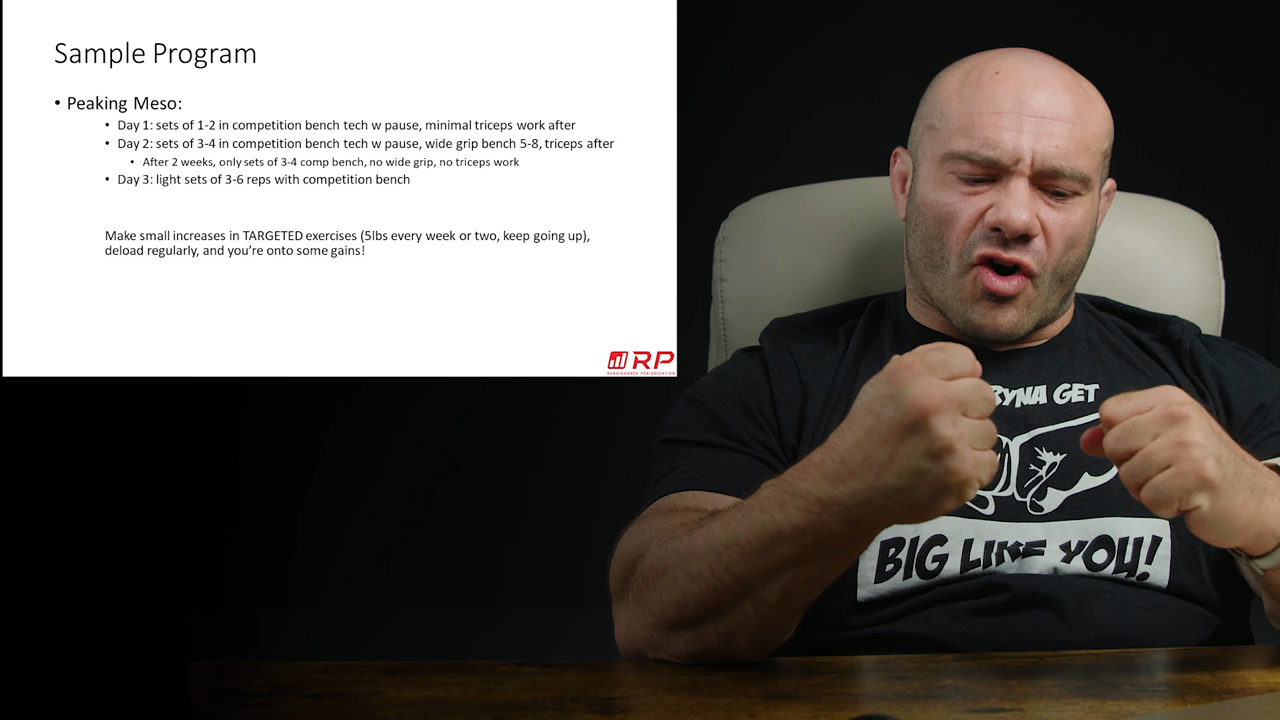 Sample Program
• Peaking Meso:
• Day 1: sets of 1-2 in competition bench tech w pause, minimal triceps work after
• Day 2: sets of 3-4 in competition bench tech w pause, wide grip bench 5-8, triceps after
• After 2 weeks, only sets of 3-4 comp bench, no wide grip, no triceps work
• Day 3: light sets of 3-6 reps with competition bench
Make small increases in TARGETED exercises (5lbs every week or two, keep going up),
deload regularly, and you're onto some gains!
RP
RENAISSANCE PERIODIZATION
GET
BIG LIKE YOU!